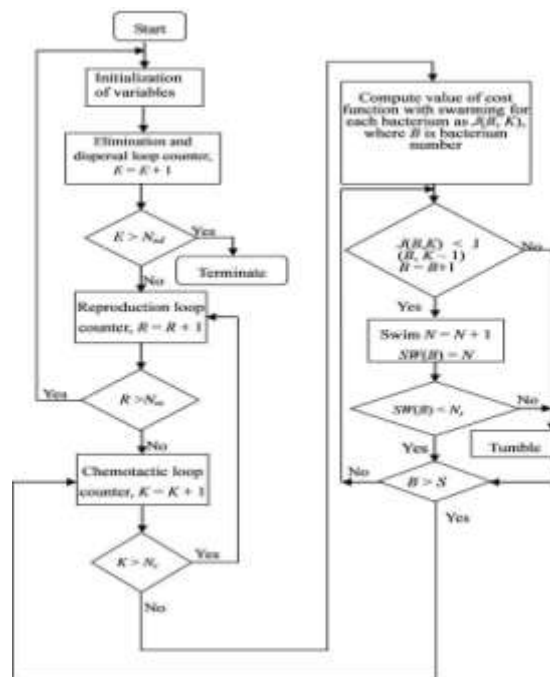 Start
Initialization
of variables
Elimination and
dispersal loop counter,
E = E + 1
E > Ned
Yes
Terminate
No
Reproduction loop
counter, R = R + 1
Yes
R >Nre
No
Chemotactic loop
counter, K = K + 1
K > Nc
Yes
No
Compute value of cost
function with swarming for
each bacterium as J(B, K),
where B is bacterium
number
J(B,K) < J
(B, K – 1)
B = B+1
No
Yes
Swim N = N + 1
SW(B) = N
SW(B) < Ns
No
Yes
Tumble
No
B > S
Yes